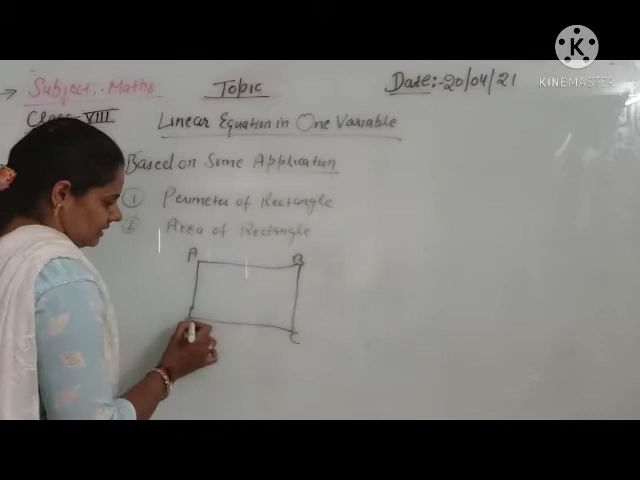 → Subject:- Maths
Topic
Date:- 20/04/21
KINEMASTER
Class-VIII
Linear Equation in One Variable
Based on Some Application
① Perimeter of Rectangle
② Area of Rectangle
A B
C